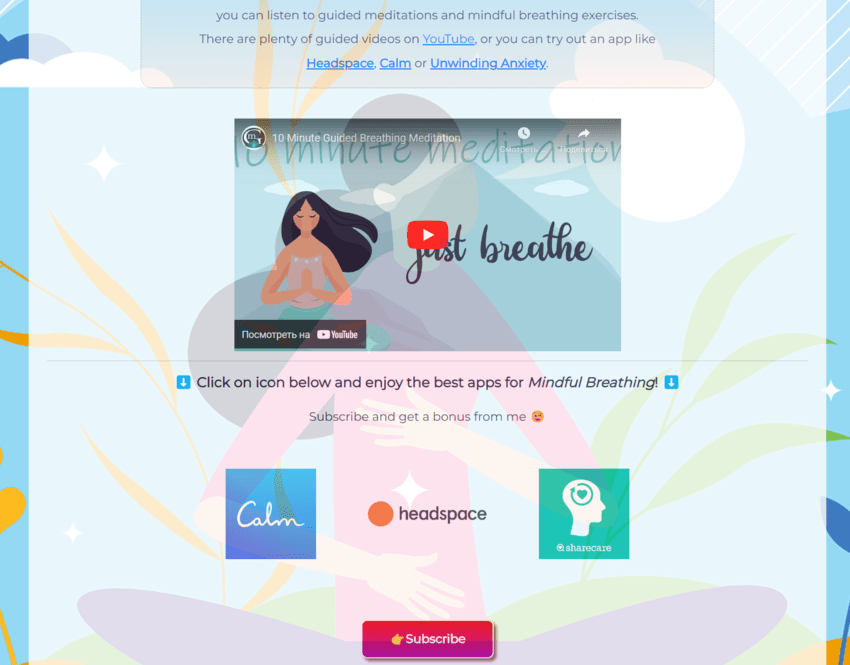 you can listen to guided meditations and mindful breathing exercises.
There are plenty of guided videos on YouTube, or you can try out an app like
Headspace, Calm or Unwinding Anxiety.
10 Minute Guided Breathing Meditation
Смотреть...
Поделиться
10 minute meditation
just breathe
Посмотреть на YouTube
⬇️ Click on icon below and enjoy the best apps for Mindful Breathing! ⬇️
Subscribe and get a bonus from me 🥵
Calm
headspace
sharecare
👉Subscribe